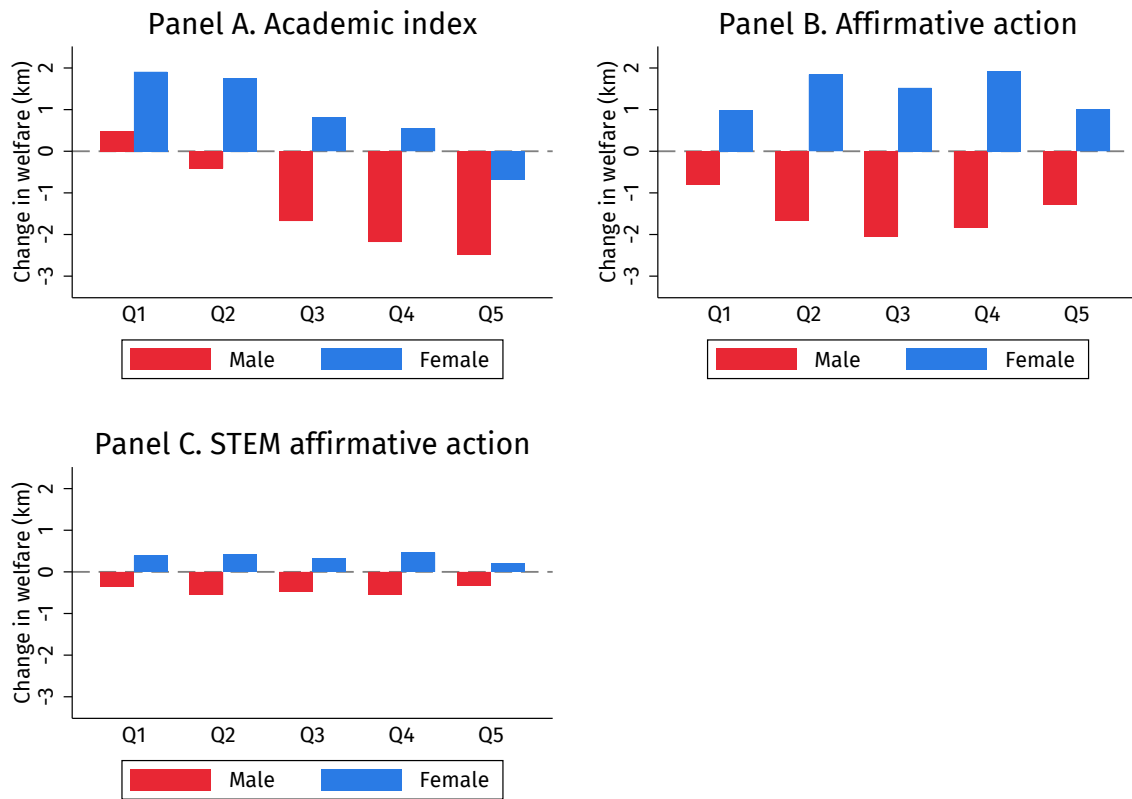 Panel A. Academic index
Change in welfare (km)
2
1
0
-1
-2
-3
Q1 Q2 Q3 Q4 Q5
Male Female
Panel B. Affirmative action
Change in welfare (km)
2
1
0
-1
-2
-3
Q1 Q2 Q3 Q4 Q5
Male Female
Panel C. STEM affirmative action
Change in welfare (km)
2
1
0
-1
-2
-3
Q1 Q2 Q3 Q4 Q5
Male Female